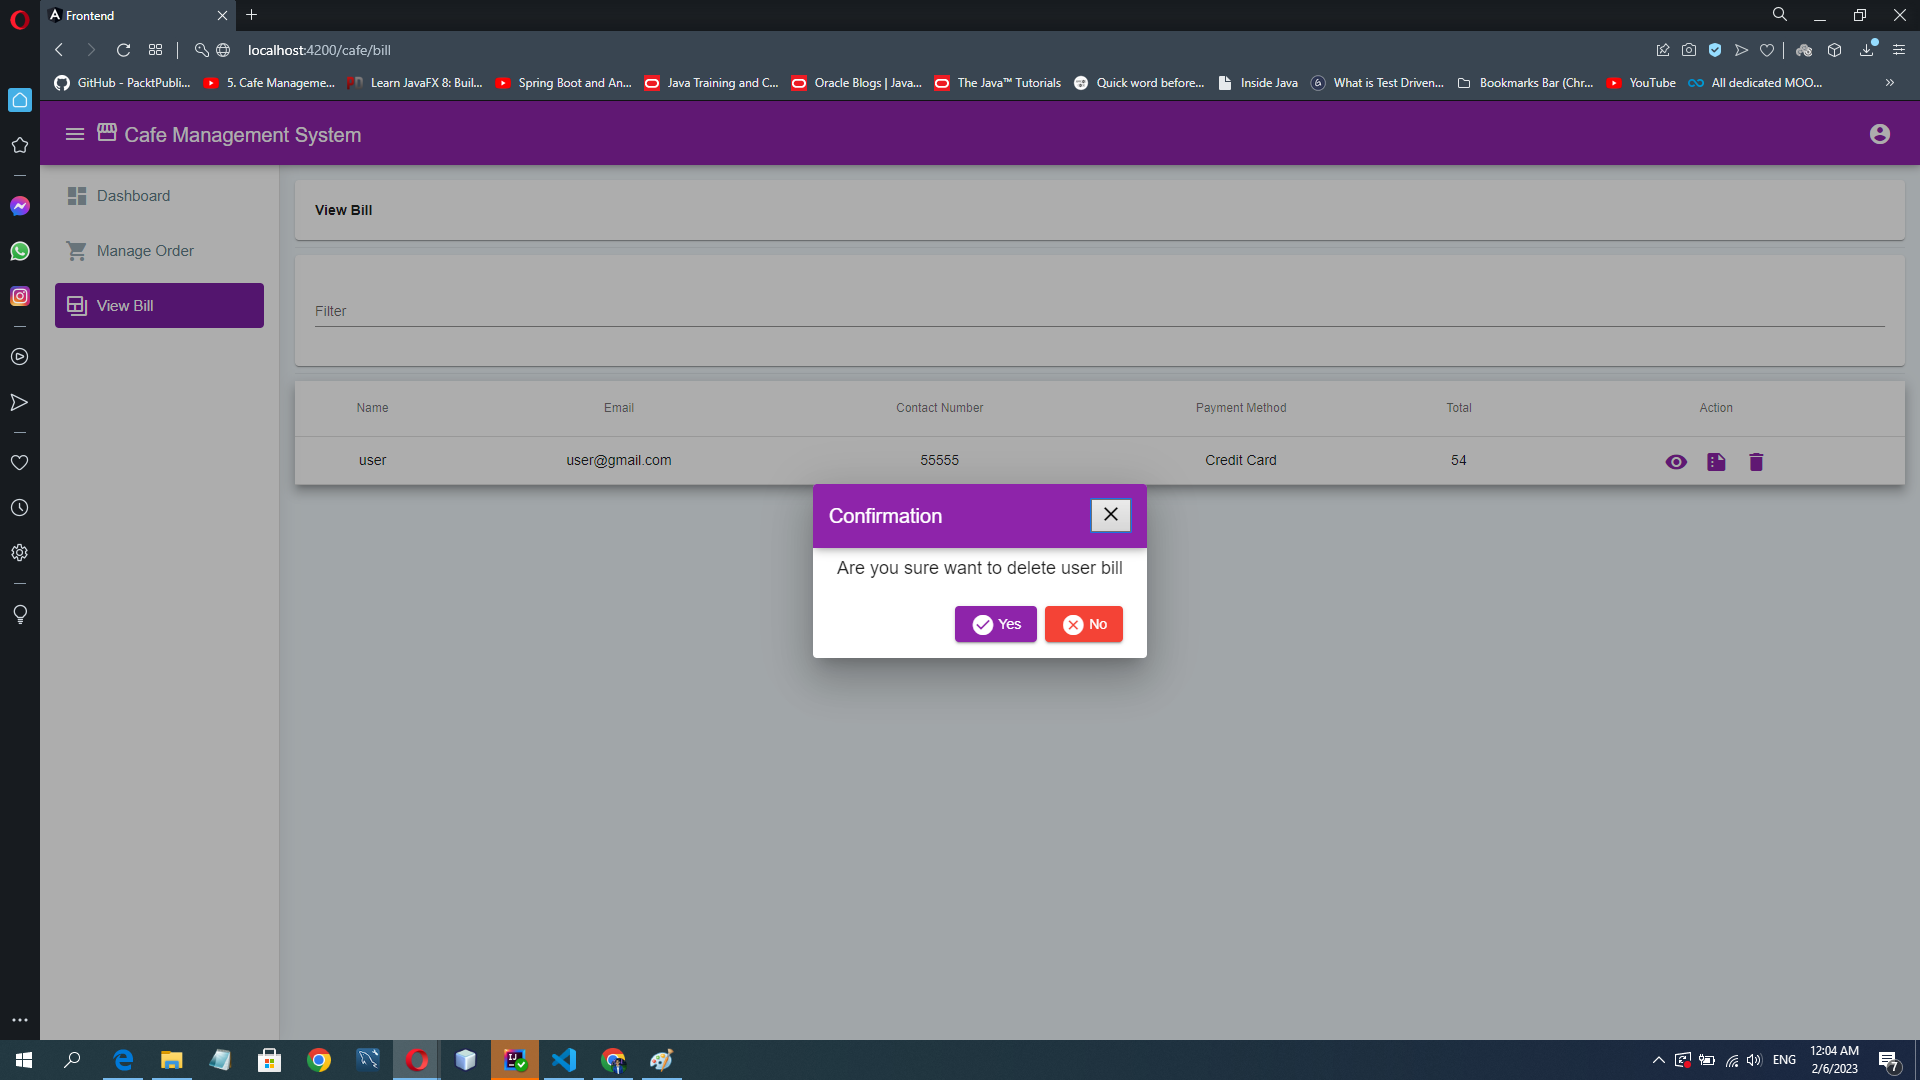 Frontend
localhost:4200/cafe/bill
GitHub - PacktPubli...
5. Cafe Manageme...
Learn JavaFX 8: Buil...
Spring Boot and An...
Java Training and C...
Oracle Blogs | Java...
The Java™ Tutorials
Quick word before...
Inside Java
What is Test Driven...
Bookmarks Bar (Chr...
YouTube
All dedicated MOO...
Cafe Management System
Dashboard
Manage Order
View Bill
View Bill
Filter
Name Email Contact Number Payment Method Total Action
user user@gmail.com 55555 Credit Card 54
Confirmation
Are you sure want to delete user bill
Yes No
ENG
12:04 AM
2/6/2023
7